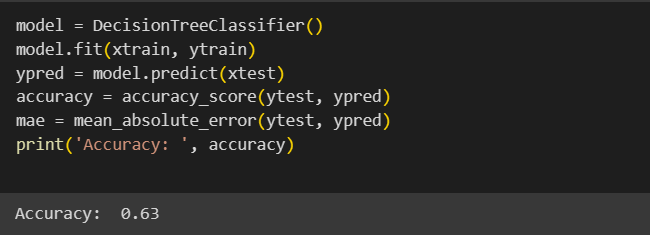 model = DecisionTreeClassifier()
model.fit(xtrain, ytrain)
ypred = model.predict(xtest)
accuracy = accuracy_score(ytest, ypred)
mae = mean_absolute_error(ytest, ypred)
print('Accuracy: ', accuracy)
Accuracy:  0.63